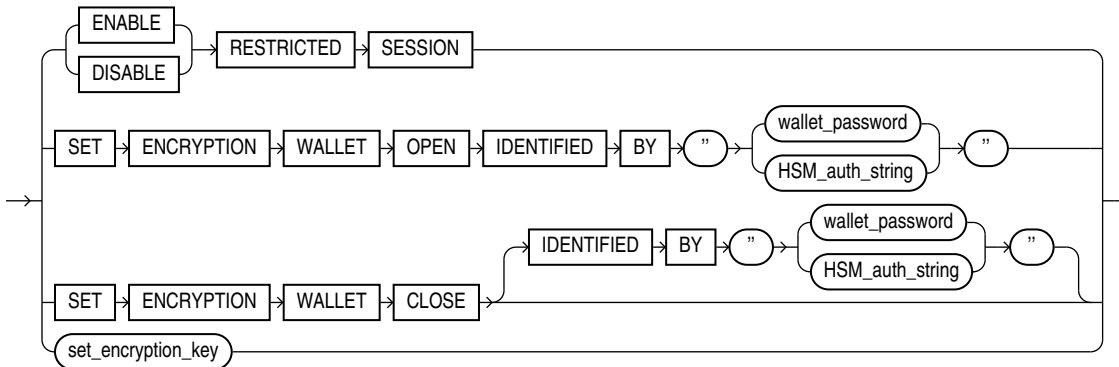 ENABLE
DISABLE
RESTRICTED SESSION
SET ENCRYPTION WALLET OPEN IDENTIFIED BY " wallet_password "
HSM_auth_string
IDENTIFIED BY " wallet_password "
HSM_auth_string
SET ENCRYPTION WALLET CLOSE
set_encryption_key